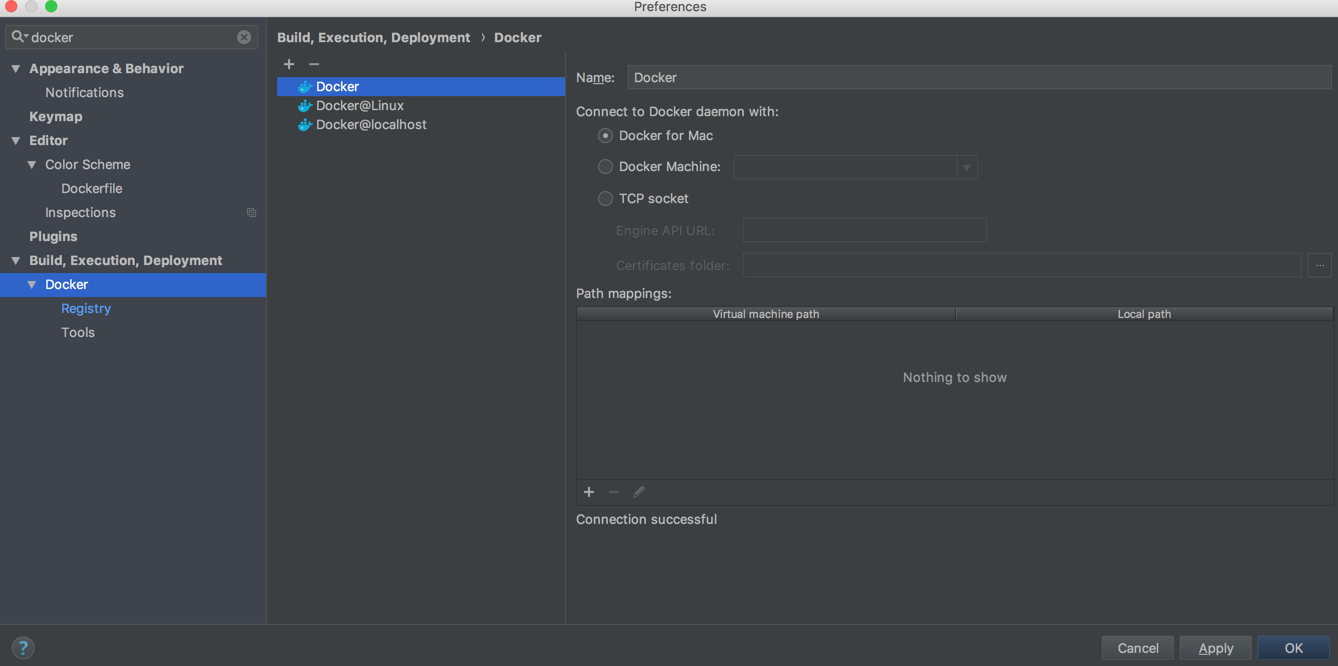 Preferences
docker
Appearance & Behavior
Notifications
Keymap
Editor
Color Scheme
Dockerfile
Inspections
Plugins
Build, Execution, Deployment
Docker
Registry
Tools
Build, Execution, Deployment › Docker
Docker
Docker@Linux
Docker@localhost
Name: Docker
Connect to Docker daemon with:
Docker for Mac
Docker Machine:
TCP socket
Engine API URL:
Certificates folder:
...
Path mappings:
Virtual machine path Local path
Nothing to show
Connection successful
? Cancel Apply OK